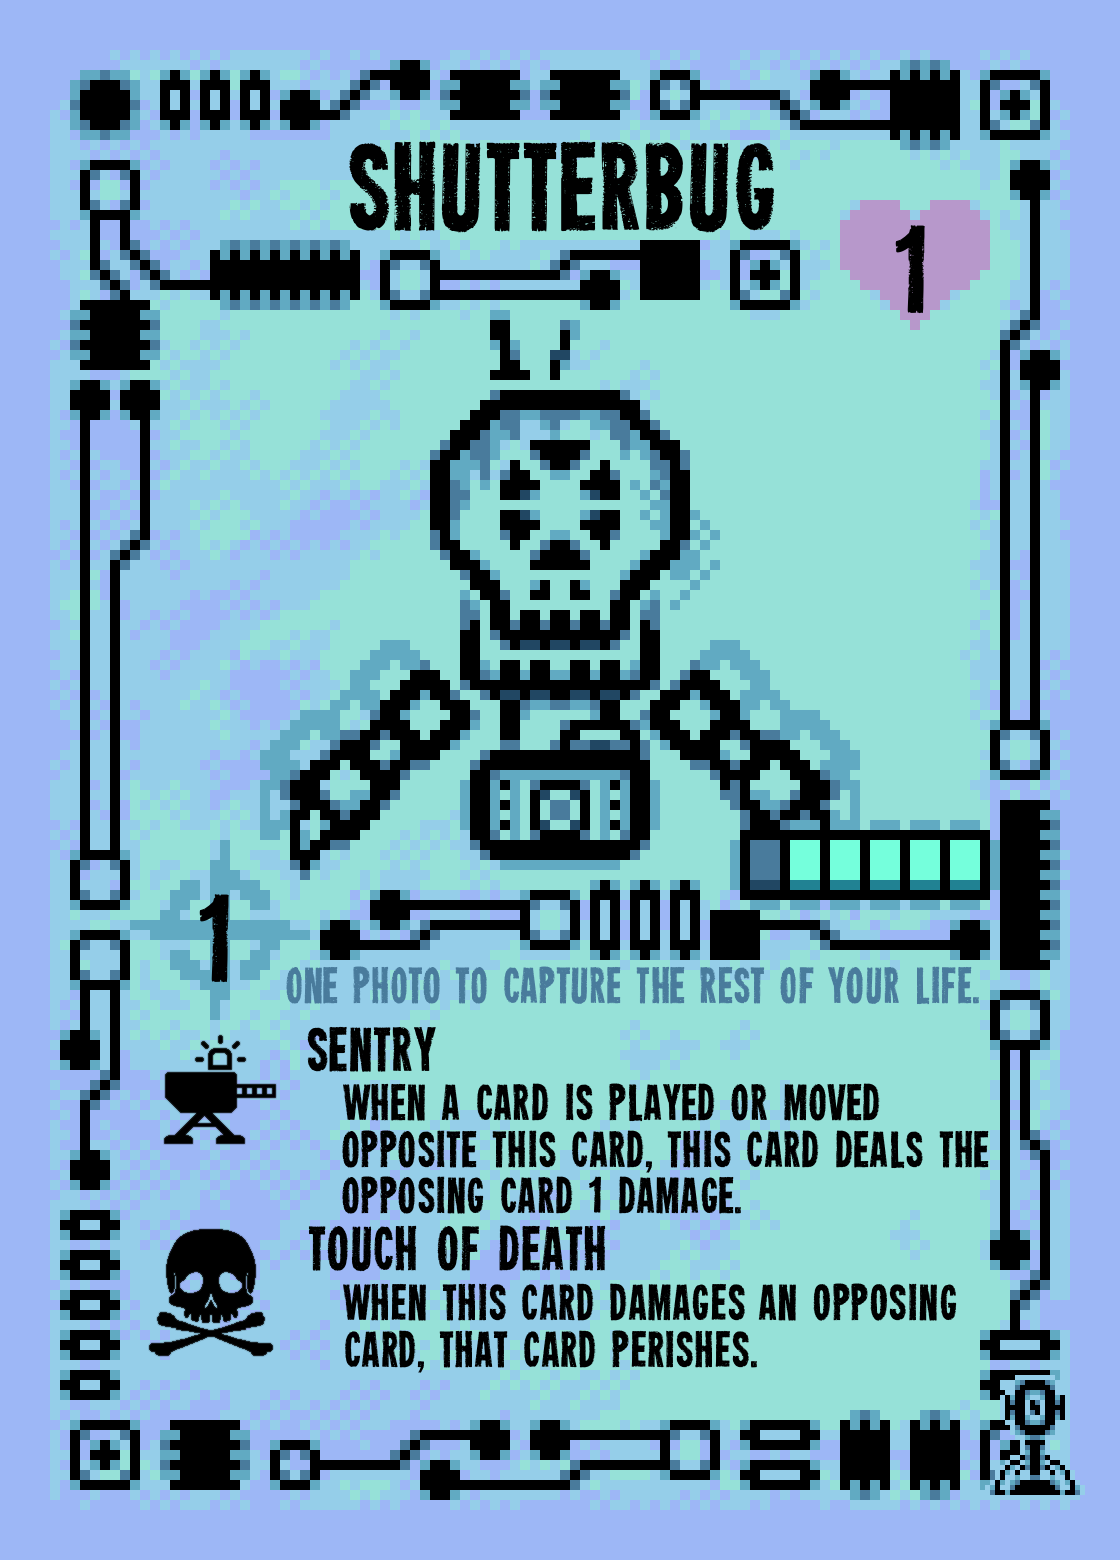 SHUTTERBUG
1
1
ONE PHOTO TO CAPTURE THE REST OF YOUR LIFE.
SENTRY
WHEN A CARD IS PLAYED OR MOVED
OPPOSITE THIS CARD, THIS CARD DEALS THE
OPPOSING CARD 1 DAMAGE.
TOUCH OF DEATH
WHEN THIS CARD DAMAGES AN OPPOSING
CARD, THAT CARD PERISHES.